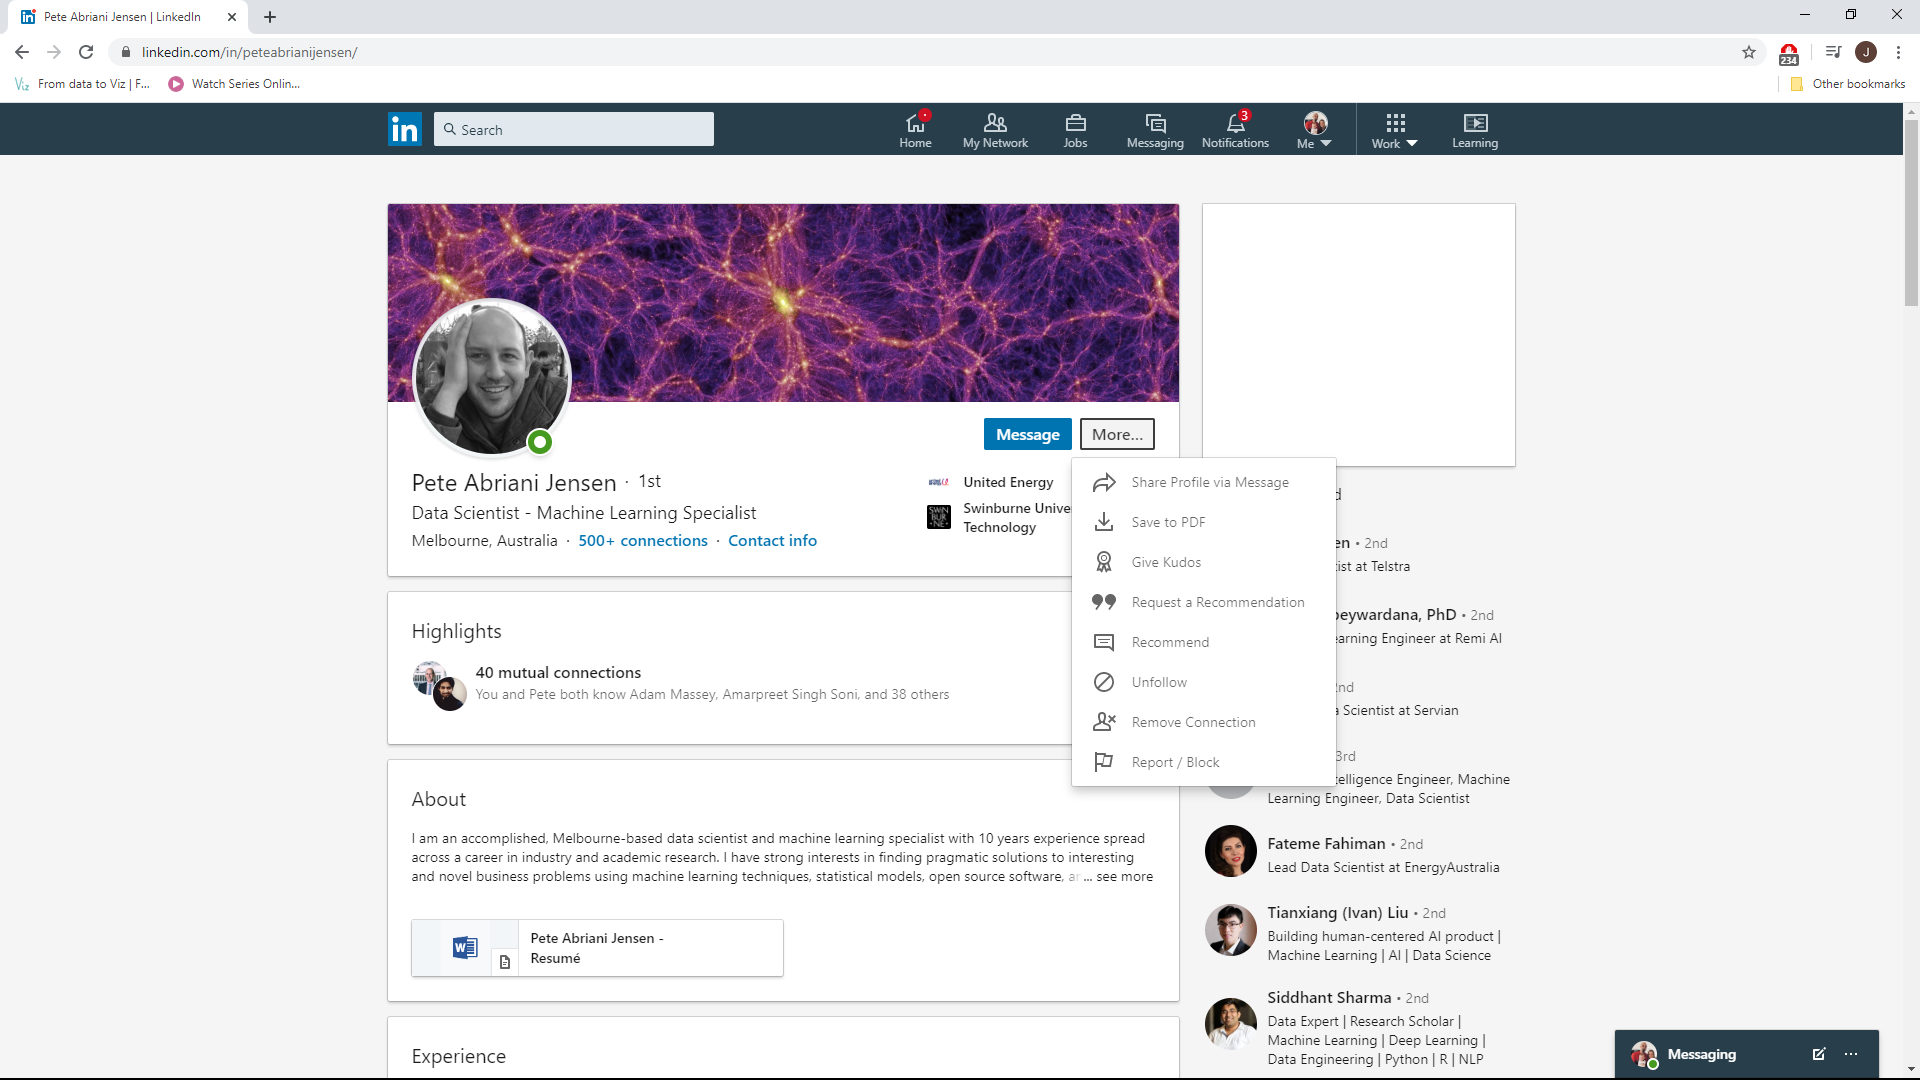 Pete Abriani Jensen | LinkedIn
linkedin.com/in/peteabrianijensen/
234
J
From data to Viz | F...
Watch Series Onlin...
Other bookmarks
in
Search
Home
My Network
Jobs
Messaging
3
Notifications
Me
Work
Learning
Message
More...
Pete Abriani Jensen · 1st
Data Scientist - Machine Learning Specialist
Melbourne, Australia · 500+ connections · Contact info
United Energy
SWIN
BUR
NE
Swinburne Unive
Technology
Share Profile via Message
Save to PDF
Give Kudos
Request a Recommendation
Recommend
Unfollow
Remove Connection
Report / Block
Highlights
40 mutual connections
You and Pete both know Adam Massey, Amarpreet Singh Soni, and 38 others
About
I am an accomplished, Melbourne-based data scientist and machine learning specialist with 10 years experience spread
across a career in industry and academic research. I have strong interests in finding pragmatic solutions to interesting
and novel business problems using machine learning techniques, statistical models, open source software, ... see more
Pete Abriani Jensen -
Resumé
Experience
en • 2nd
ist at Telstra
beywardana, PhD • 2nd
earning Engineer at Remi AI
2nd
a Scientist at Servian
3rd
telligence Engineer, Machine
Learning Engineer, Data Scientist
Fateme Fahiman • 2nd
Lead Data Scientist at EnergyAustralia
Tianxiang (Ivan) Liu • 2nd
Building human-centered AI product |
Machine Learning | AI | Data Science
Siddhant Sharma • 2nd
Data Expert | Research Scholar |
Machine Learning | Deep Learning |
Data Engineering | Python | R | NLP
Messaging